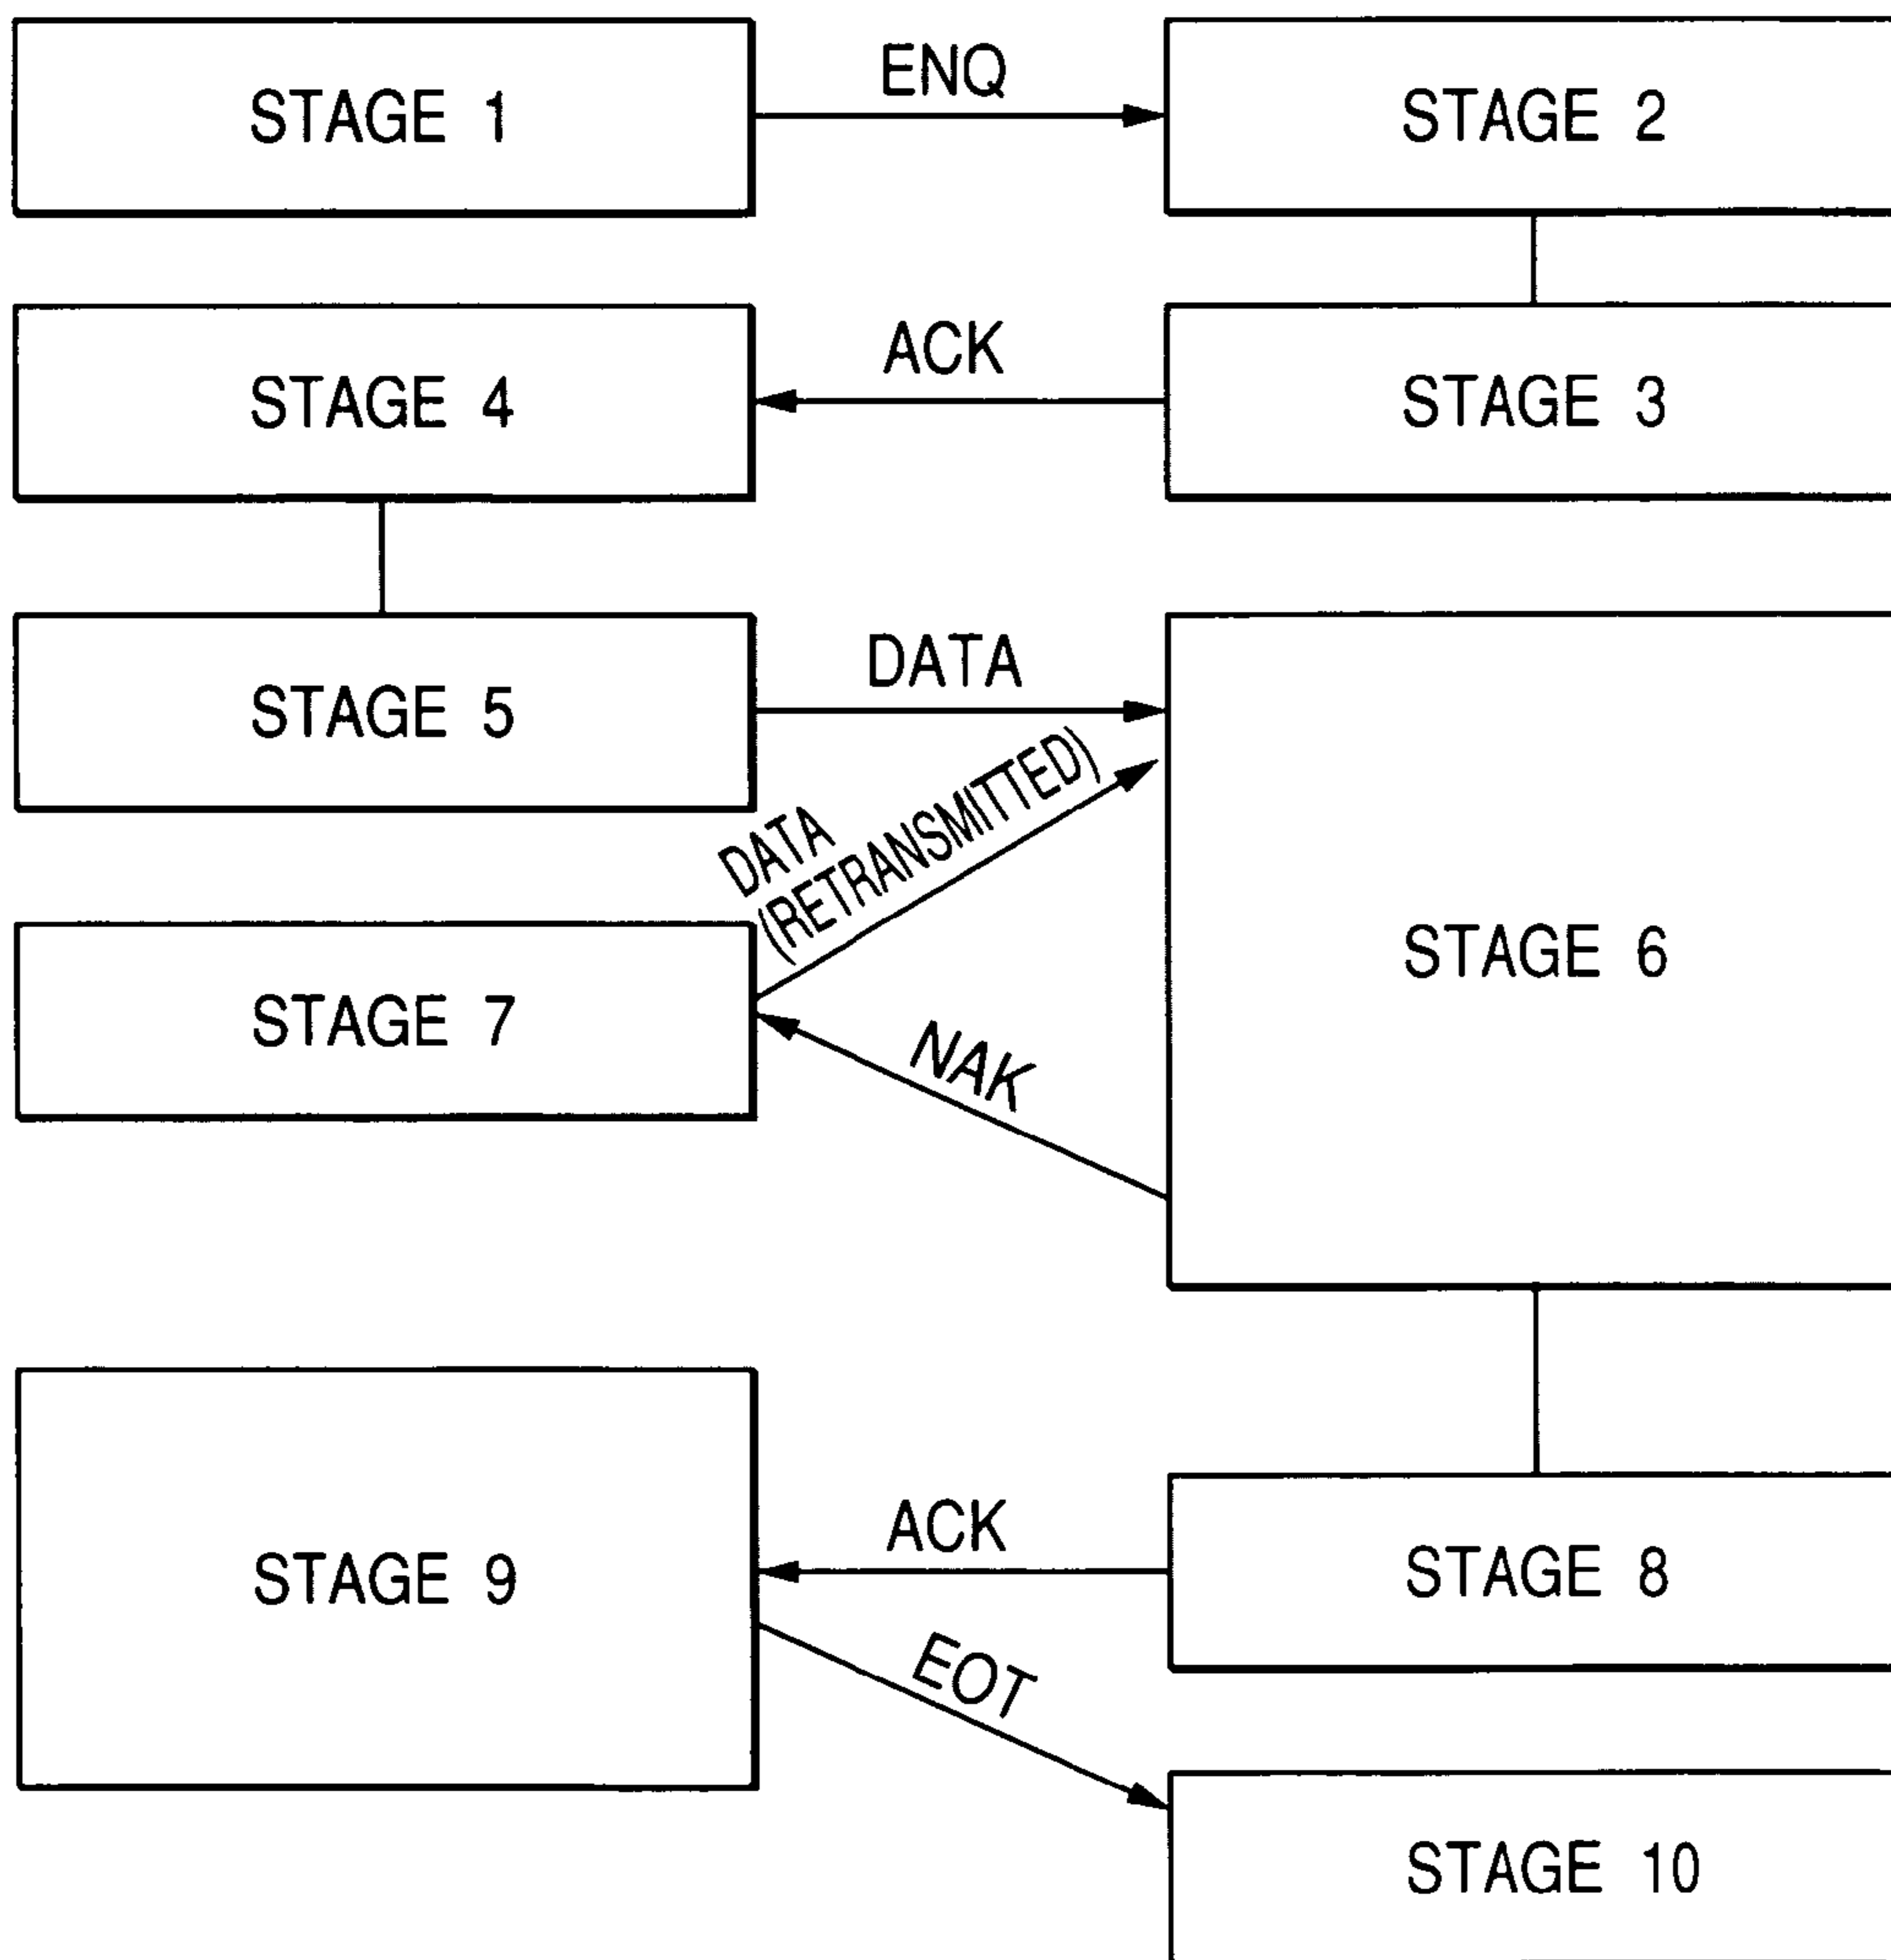 STAGE 1
ENQ
STAGE 2
STAGE 4
ACK
STAGE 3
STAGE 5
DATA
DATA
(RETRANSMITTED)
STAGE 6
STAGE 7
NAK
STAGE 9
ACK
STAGE 8
EOT
STAGE 10